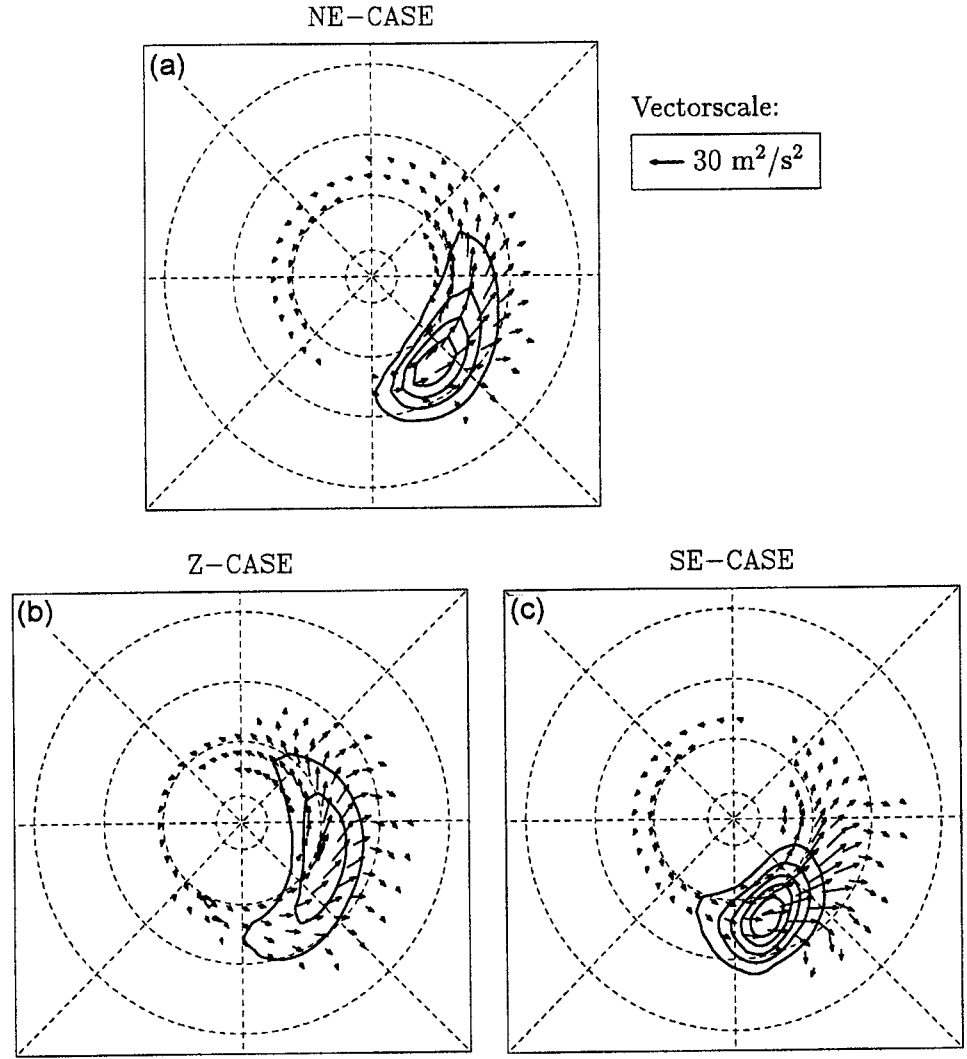 NE-CASE
(a)
Vectorscale:
30 m²/s²
Z-CASE
(b)
SE-CASE
(c)